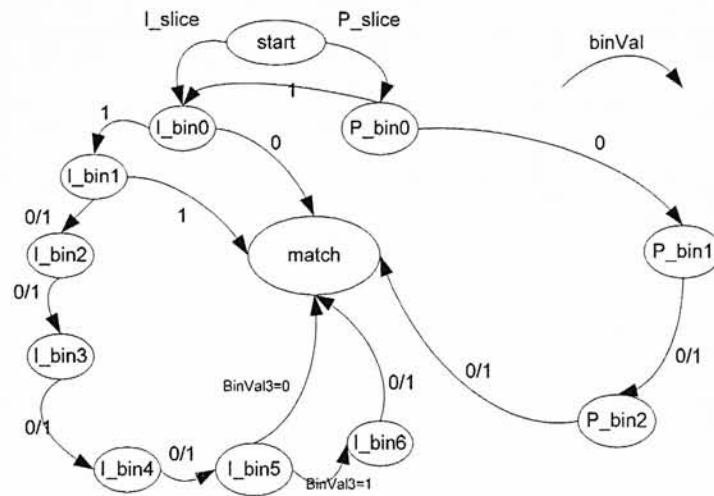 I_slice
P_slice
start
binVal
1
1
I_bin0
P_bin0
0
0
I_bin1
0/1
1
I_bin2
match
P_bin1
0/1
I_bin3
BinVal3=0
0/1
0/1
0/1
P_bin2
0/1
0/1
I_bin4
I_bin5
I_bin6
BinVal3=1